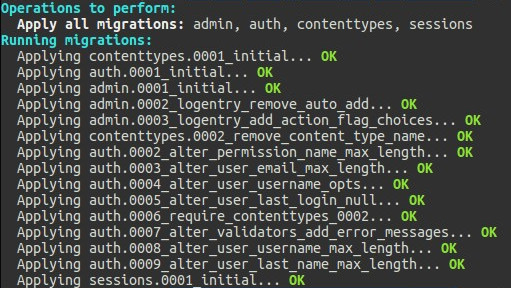 Operations to perform:
  Apply all migrations: admin, auth, contenttypes, sessions
Running migrations:
  Applying contenttypes.0001_initial... OK
  Applying auth.0001_initial... OK
  Applying admin.0001_initial... OK
  Applying admin.0002_logentry_remove_auto_add... OK
  Applying admin.0003_logentry_add_action_flag_choices... OK
  Applying contenttypes.0002_remove_content_type_name... OK
  Applying auth.0002_alter_permission_name_max_length... OK
  Applying auth.0003_alter_user_email_max_length... OK
  Applying auth.0004_alter_user_username_opts... OK
  Applying auth.0005_alter_user_last_login_null... OK
  Applying auth.0006_require_contenttypes_0002... OK
  Applying auth.0007_alter_validators_add_error_messages... OK
  Applying auth.0008_alter_user_username_max_length... OK
  Applying auth.0009_alter_user_last_name_max_length... OK
  Applying sessions.0001_initial... OK